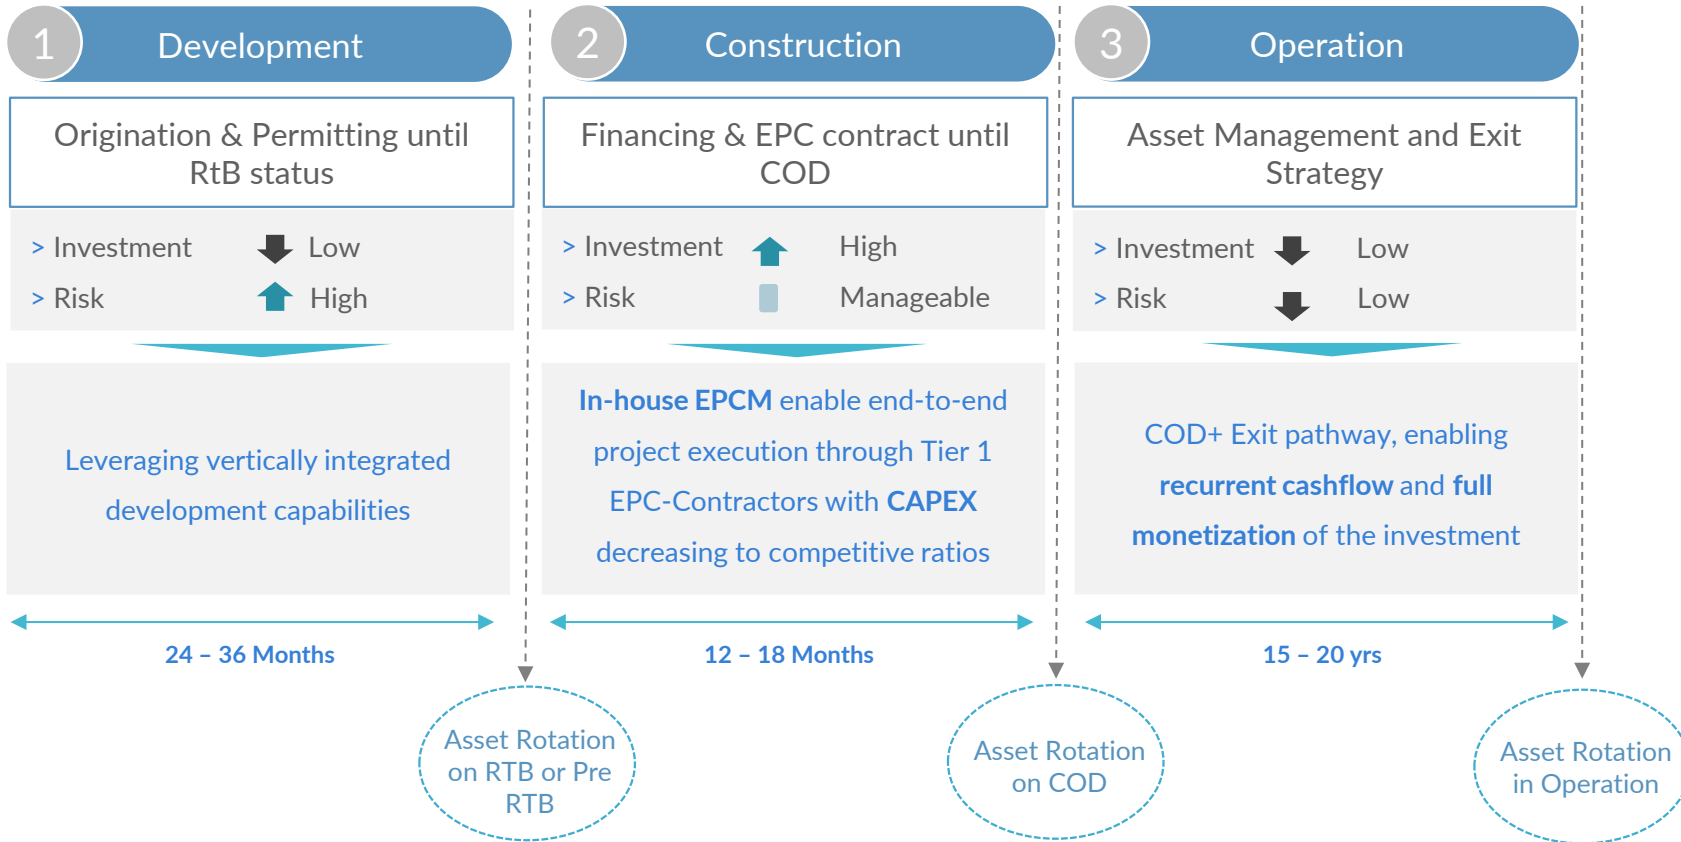 1
Development
Origination & Permitting until
RtB status
> Investment Low
> Risk High
Leveraging vertically integrated
development capabilities
24 – 36 Months
Asset Rotation
on RTB or Pre
RTB
2
Construction
Financing & EPC contract until
COD
> Investment High
> Risk Manageable
In-house EPCM enable end-to-end
project execution through Tier 1
EPC-Contractors with CAPEX
decreasing to competitive ratios
12 – 18 Months
Asset Rotation
on COD
3
Operation
Asset Management and Exit
Strategy
> Investment Low
> Risk Low
COD+ Exit pathway, enabling
recurrent cashflow and full
monetization of the investment
15 – 20 yrs
Asset Rotation
in Operation